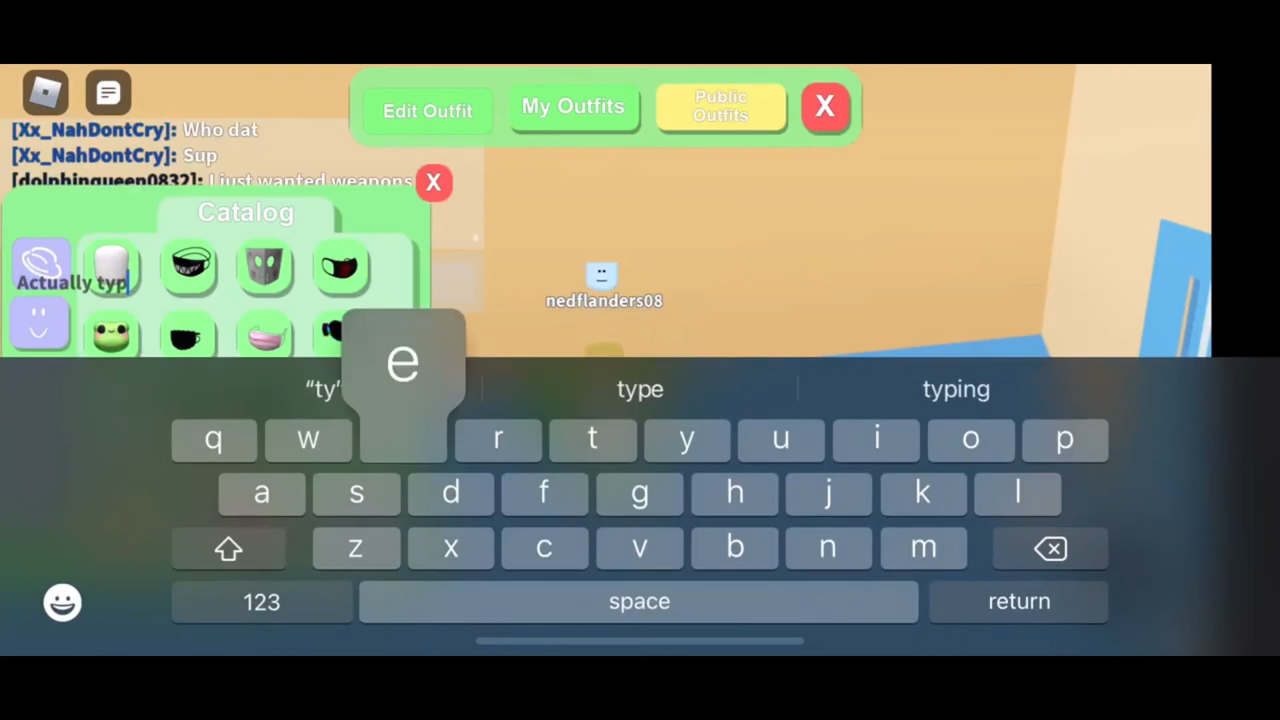 Edit Outfit
My Outfits
Public
Outfits
X
[Xx_NahDontCry]: Who dat
[Xx_NahDontCry]: Sup
[dolphinqueen0832]: I just wanted weapons
X
Catalog
Actually typ
nedflanders08
e
“ty”
type
typing
q w r t y u i o p
a s d f g h j k l
z x c v b n m
123
space
return